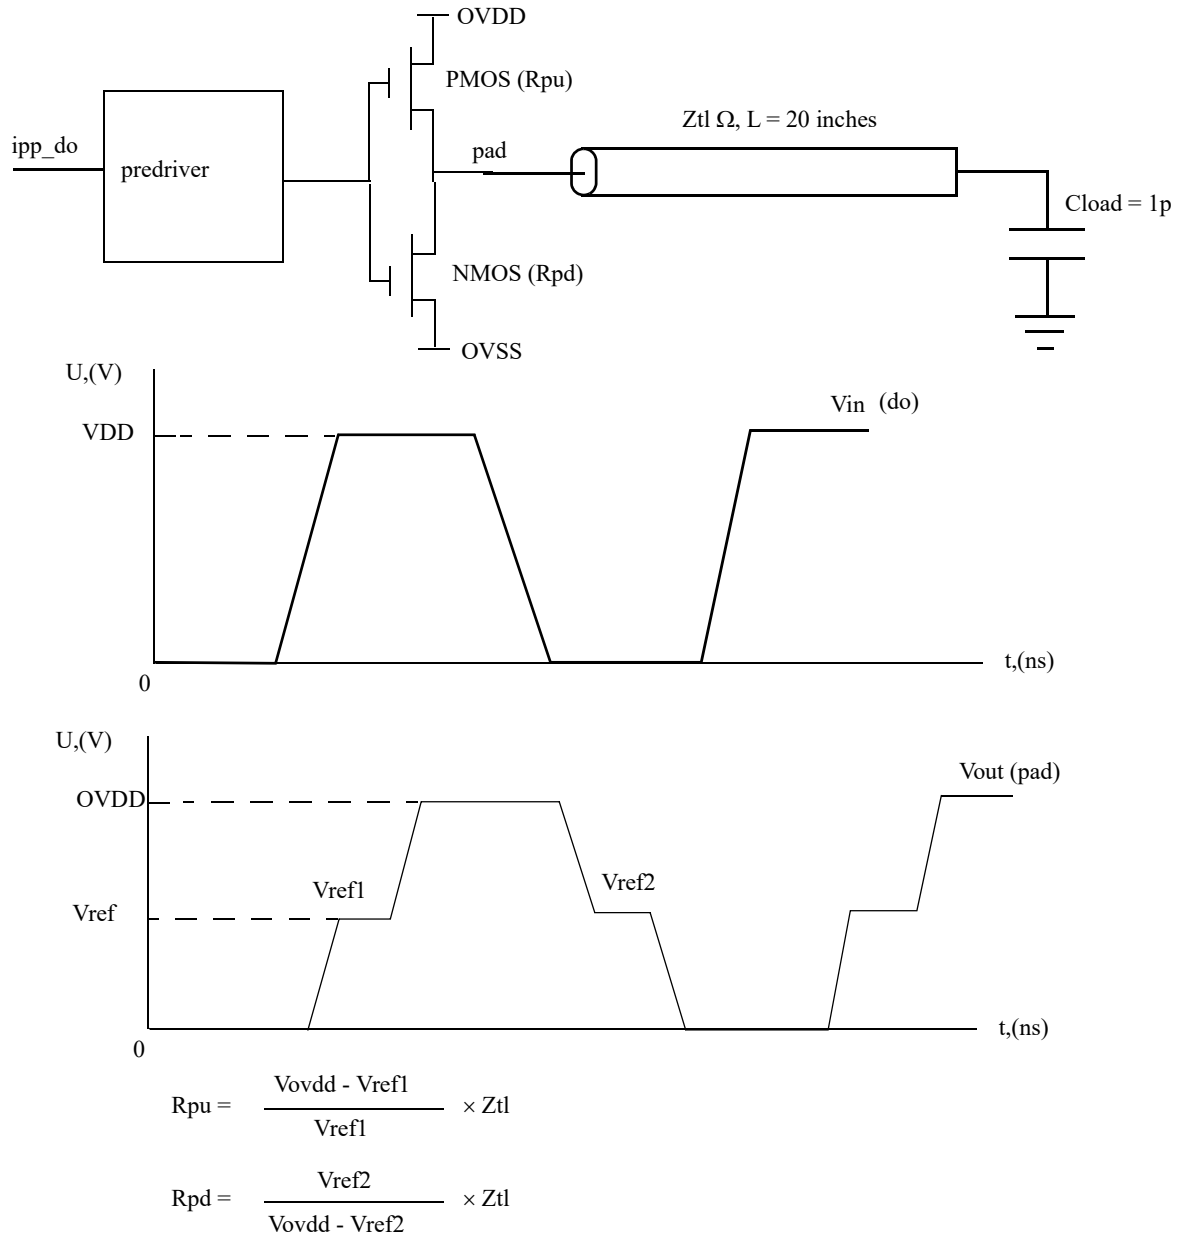 OVDD
PMOS (Rpu)
ipp_do
predriver
pad
Ztl Ω, L = 20 inches
Cload = 1p
NMOS (Rpd)
OVSS
U,(V)
VDD
Vin (do)
t,(ns)
0
U,(V)
OVDD
Vout (pad)
Vref1
Vref2
Vref
t,(ns)
0
Rpu = Vovdd - Vref1 × Ztl
Vref1
Rpd = Vref2 × Ztl
Vovdd - Vref2